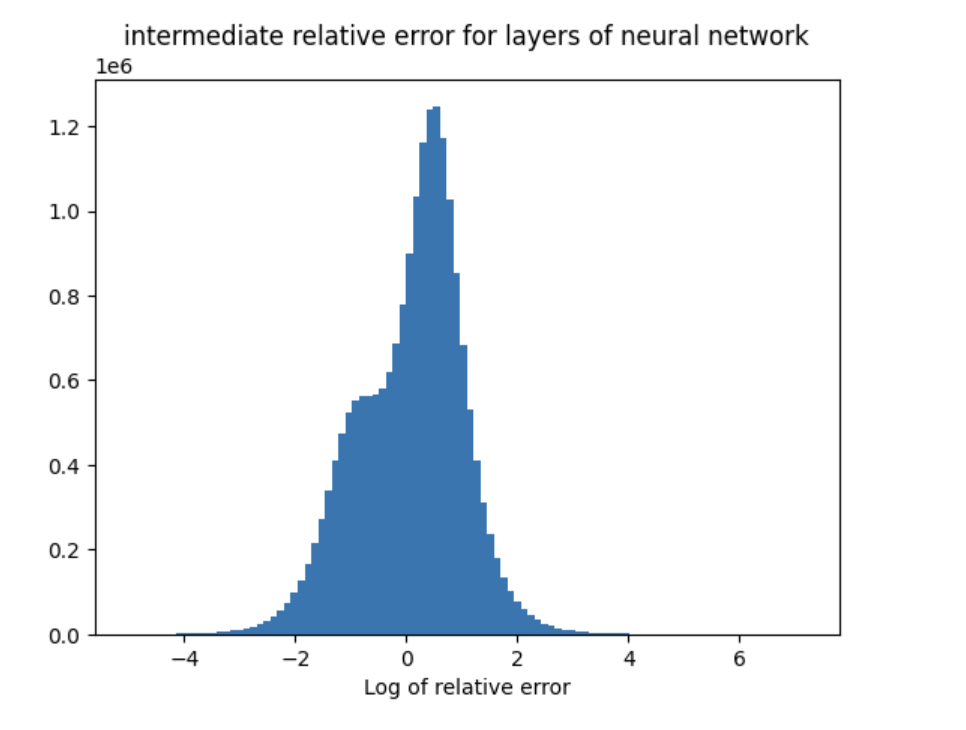 intermediate relative error for layers of neural network
1e6
1.2
1.0
0.8
0.6
0.4
0.2
0.0
−4 −2 0 2 4 6
Log of relative error